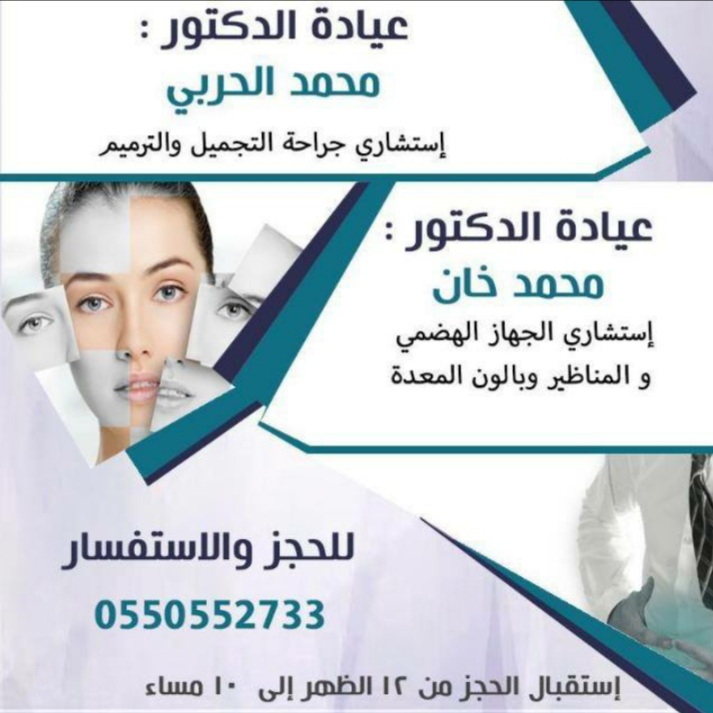 عيادة الدكتور :
محمد الحربي
إستشاري جراحة التجميل والترميم
عيادة الدكتور :
محمد خان
إستشاري الجهاز الهضمي
و المناظير وبالون المعدة
للحجز والاستفسار
0550552733
إستقبال الحجز من ١٢ الظهر إلى ١٠ مساء